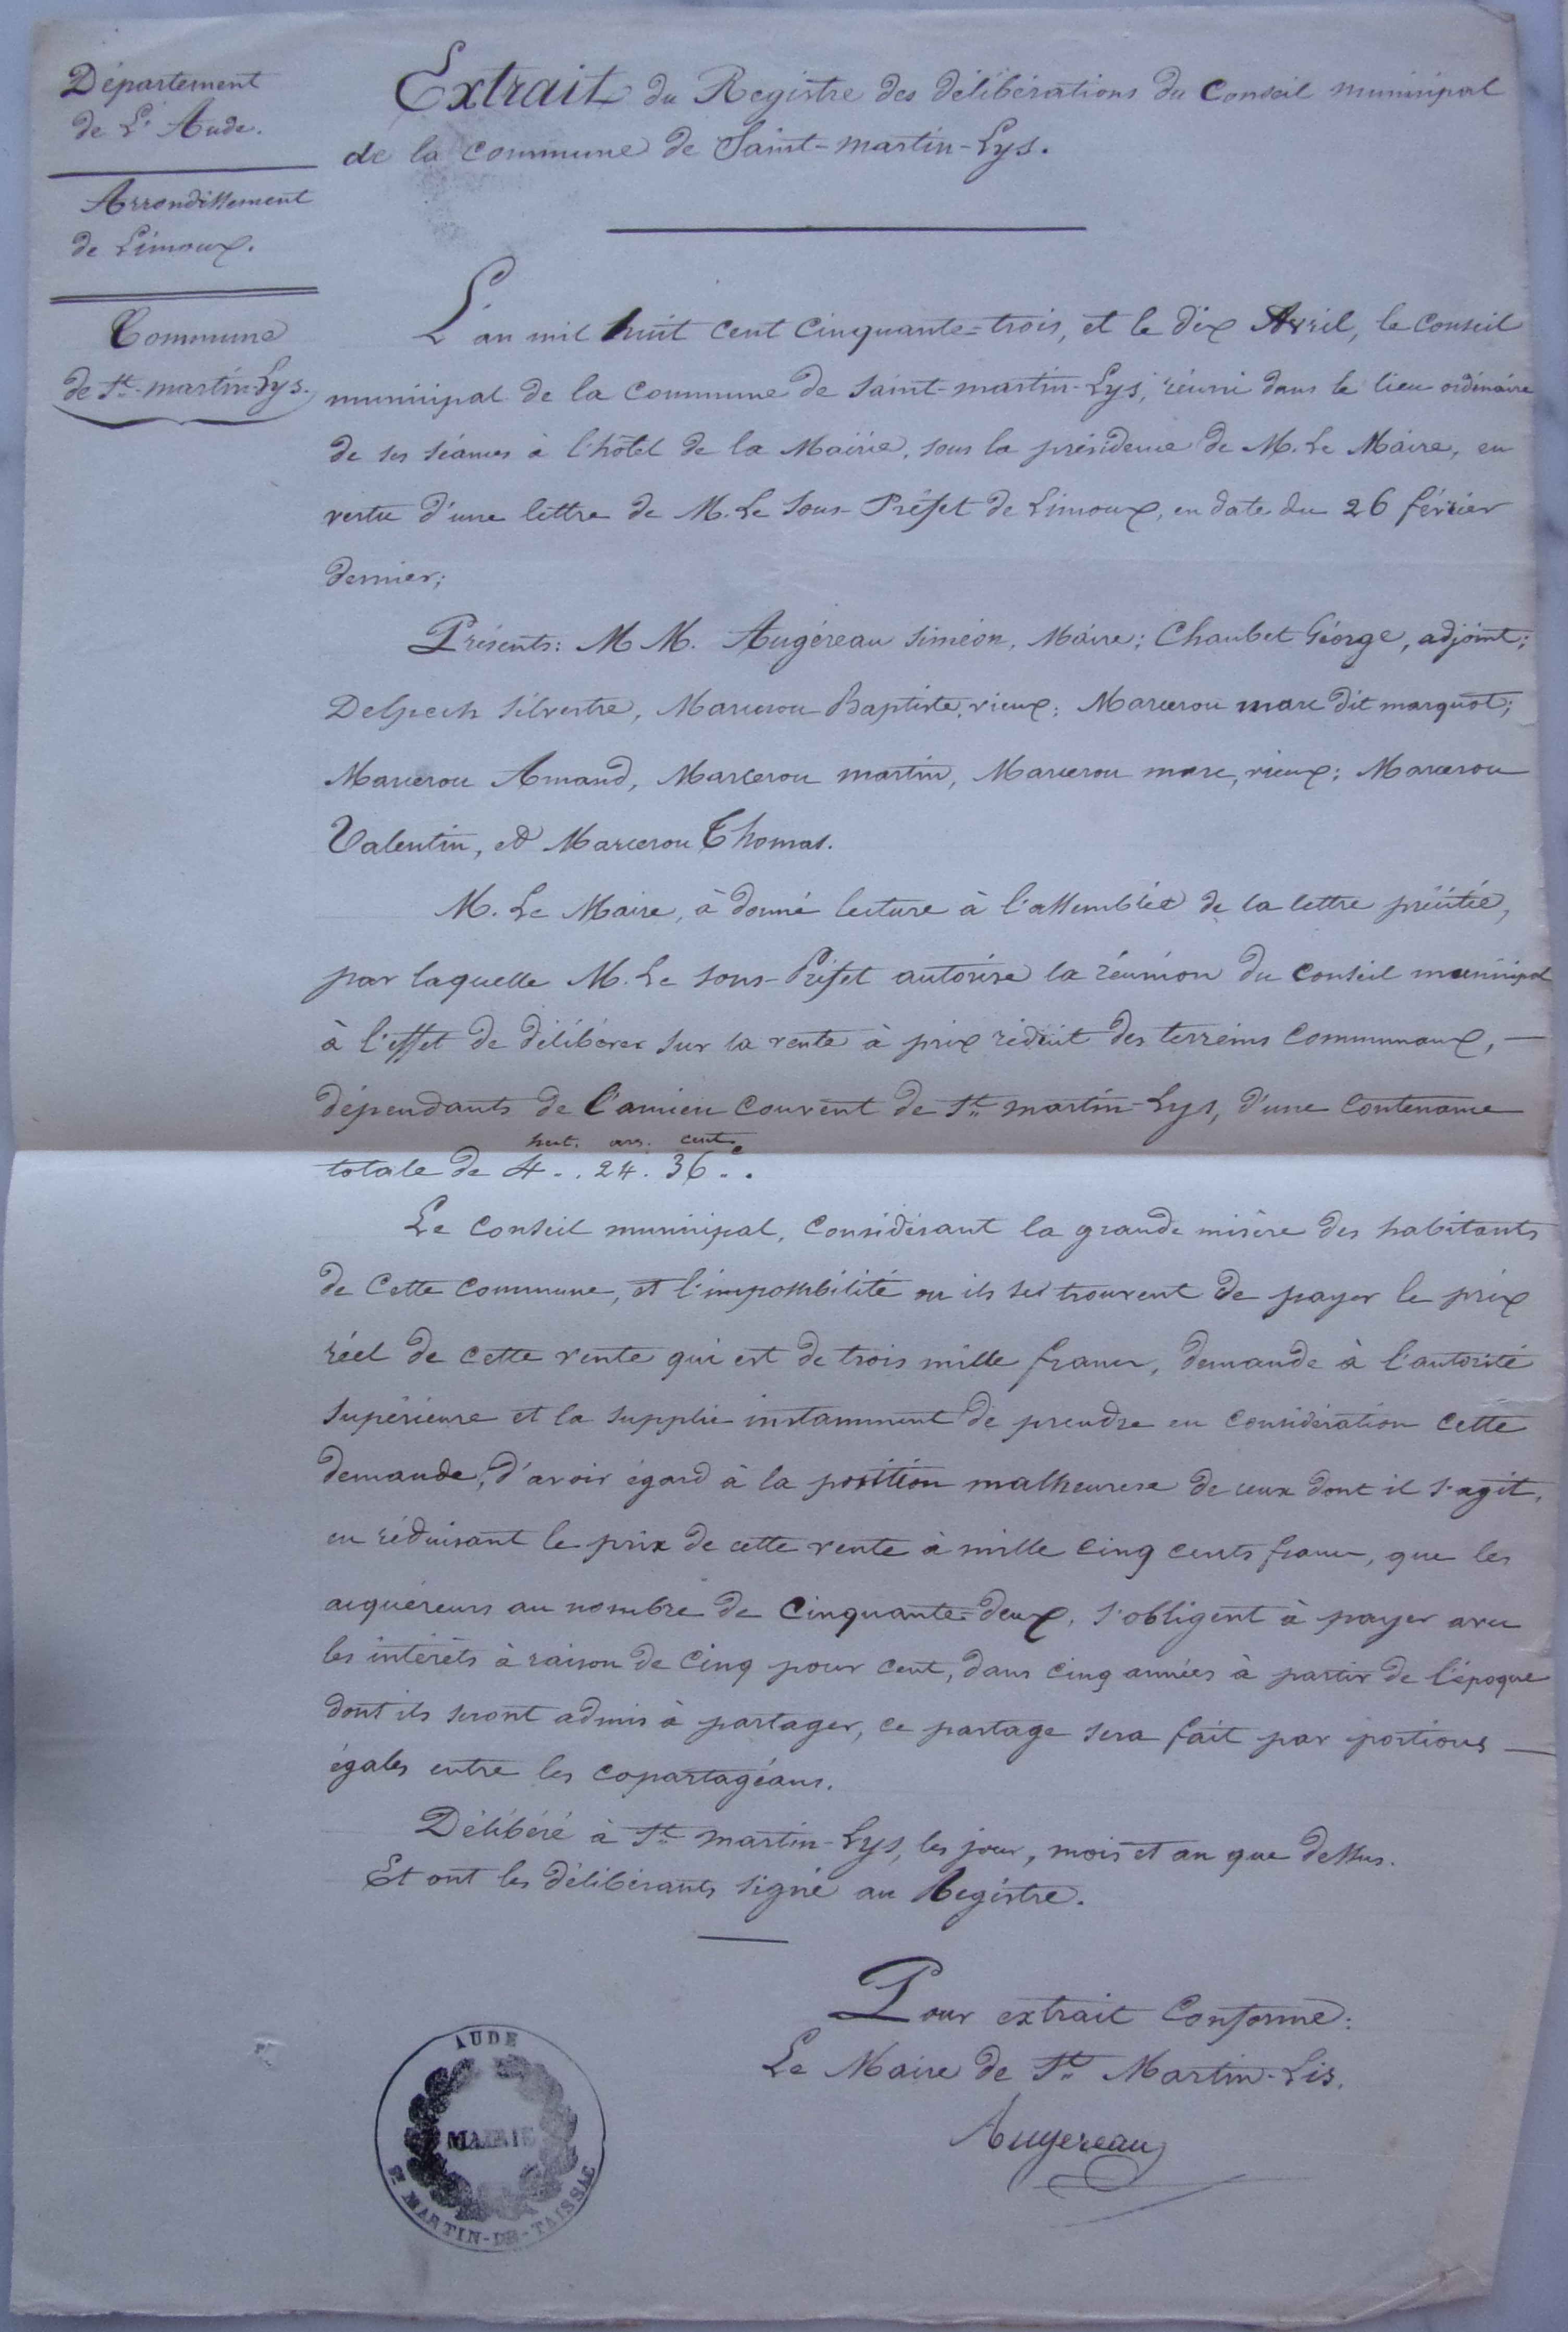 Département
de L'Aude.
Arrondissement
de Limoux.
Commune
de St. martin-Lys.
Extrait du Registre des délibérations du Conseil municipal
de la commune de Saint-martin-Lys.
L'an mil huit cent cinquante-trois, et le dix Avril, le conseil
municipal de la commune de Saint-martin-Lys, réuni dans le lieu ordinaire
de ses séances à l'hôtel de la Mairie, sous la présidence de M. Le Maire, en
vertu d'une lettre de M. Le Sous-Préfet de Limoux, en date du 26 février
dernier;
Présents: M M. Augéreau Siméon, Maire; Chaubet Géorge, adjoint;
Delpech Silvestre, Marcerou Baptiste, vieux; Marcerou marc dit marquot;
Marcerou Amand, Marcerou martin, Marcerou marc, vieux; Marcerou
Valentin, et Marcerou Thomas.
M. Le Maire, à donné lecture à l'assemblée de la lettre précitée,
par laquelle M. Le Sous-Préfet autorise la réunion du conseil municipal
à l'effet de délibérer sur la vente à prix réduit des terreins communaux, —
dépendants de l'ancien couvent de St. martin-Lys, d'une contenance
hect. ars. cent.
totale de 4.. 24. 36..
Le conseil municipal, considérant la grande misère des habitants
de cette commune, et l'impossibilité ou ils se trouvent de payer le prix
réel de cette vente qui est de trois mille francs, demande à l'autorité
supérieure et la supplie instamment de prendre en considération cette
demande, d'avoir égard à la position malheureuse de ceux dont il s'agit,
en réduisant le prix de cette vente à mille cinq cents francs, que les
acquéreurs au nombre de cinquante-deux, s'obligent à payer avec
les intérêts à raison de cinq pour cent, dans cinq années à partir de l'époque
dont ils seront admis à partager, ce partage sera fait par portions —
égales entre les copartagéans.
Délibéré à St. martin-Lys, les jour, mois et an que dessus.
Et ont les délibérants signé au Registre.
Pour extrait Conforme:
Le Maire de St. Martin-Lis.
Augereau
AUDE
MAIRIE
ST MARTIN-DE-TAISSAC